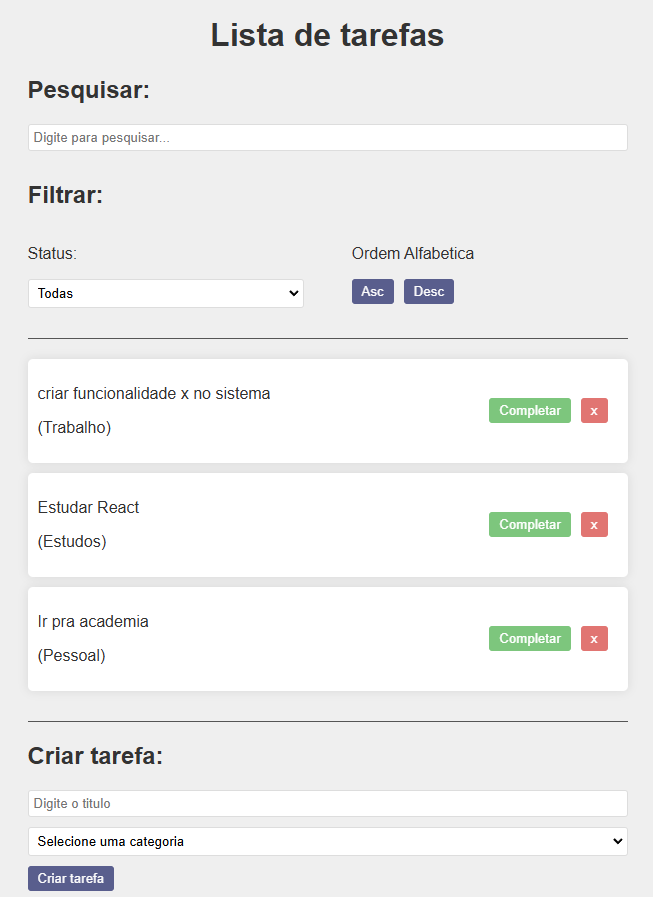 Lista de tarefas
Pesquisar:
Digite para pesquisar...
Filtrar:
Status:
Ordem Alfabetica
Todas
Asc Desc
criar funcionalidade x no sistema
(Trabalho)
Completar x
Estudar React
(Estudos)
Completar x
Ir pra academia
(Pessoal)
Completar x
Criar tarefa:
Digite o titulo
Selecione uma categoria
Criar tarefa